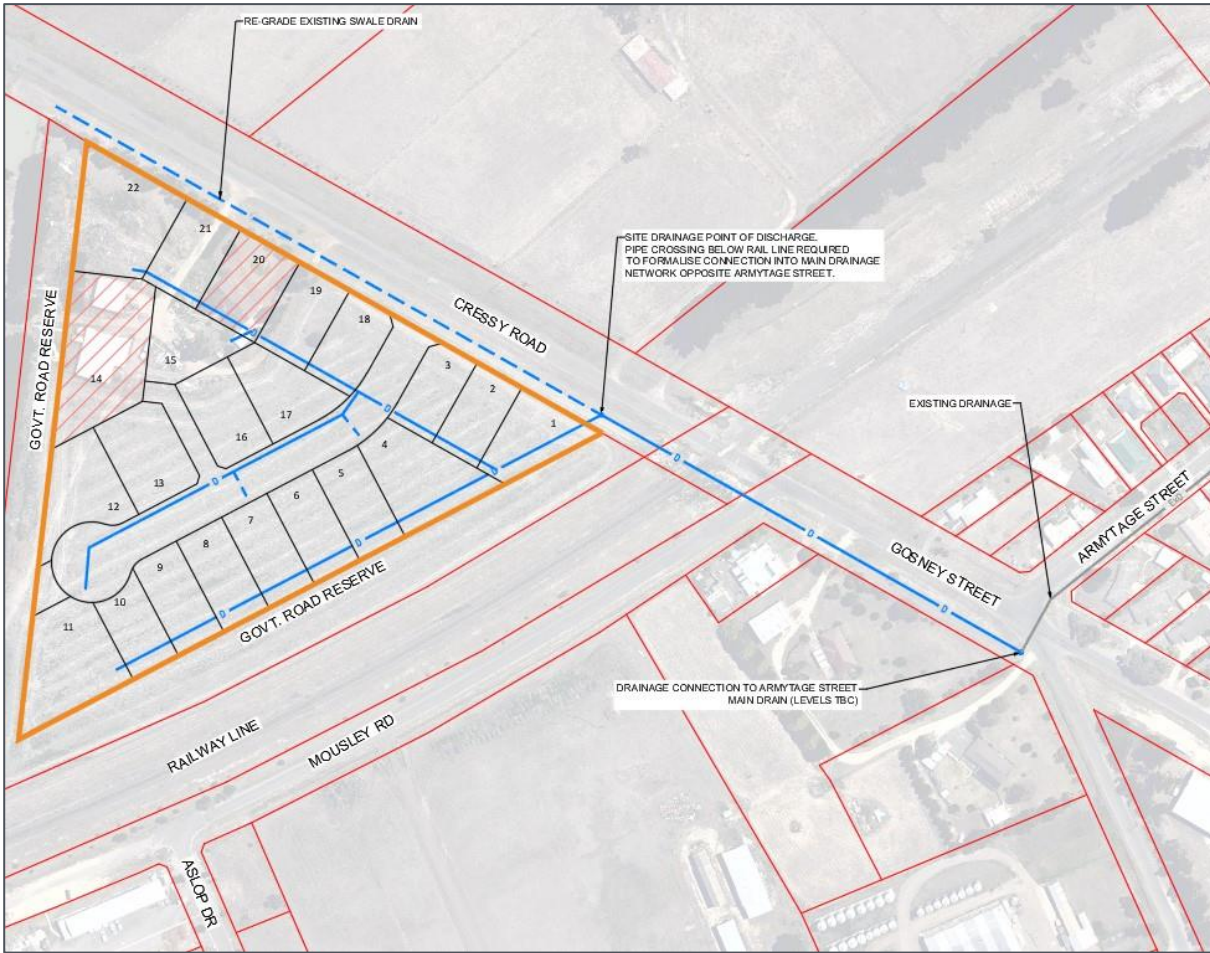 RE-GRADE EXISTING SWALE DRAIN
22
21
20
19
18
3
2
1
SITE DRAINAGE POINT OF DISCHARGE.
PIPE CROSSING BELOW RAIL LINE REQUIRED
TO FORMALISE CONNECTION INTO MAIN DRAINAGE
NETWORK OPPOSITE ARMYTAGE STREET.
CRESSY ROAD
GOVT. ROAD RESERVE
14
15
D
D
16
17
4
5
6
7
8
9
10
11
12
13
D
D
D
D
D
D
D
EXISTING DRAINAGE
ARMYTAGE STREET
GOSNEY STREET
GOVT. ROAD RESERVE
DRAINAGE CONNECTION TO ARMYTAGE STREET
MAIN DRAIN (LEVELS TBC)
RAILWAY LINE
MOUSLEY RD
ASLOP DR